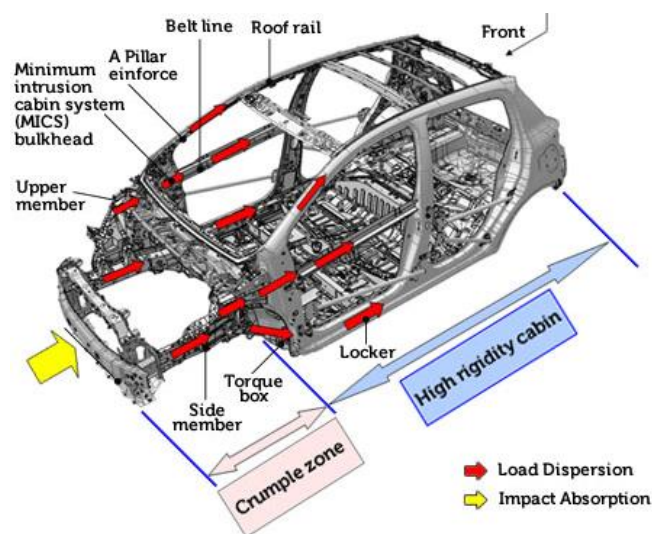 Belt line
Roof rail
Front
A Pillar
einforce
Minimum
intrusion
cabin system
(MICS)
bulkhead
Upper
member
Locker
Torque
box
Side
member
High rigidity cabin
Crumple zone
Load Dispersion
Impact Absorption